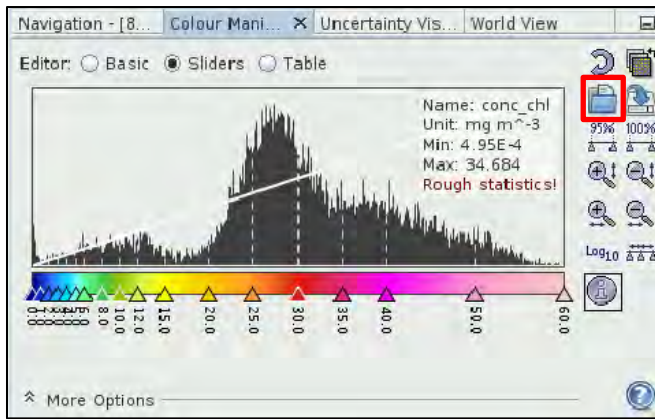 Navigation - [8... Colour Mani... Uncertainty Vis... World View
Editor: Basic Sliders Table
Name: conc_chl
Unit: mg m^-3
Min: 4.95E-4
Max: 34.684
Rough statistics!
95% 100%
Log10
8.0 10.0 12.0 15.0 20.0 25.0 30.0 35.0 40.0 50.0 60.0
More Options